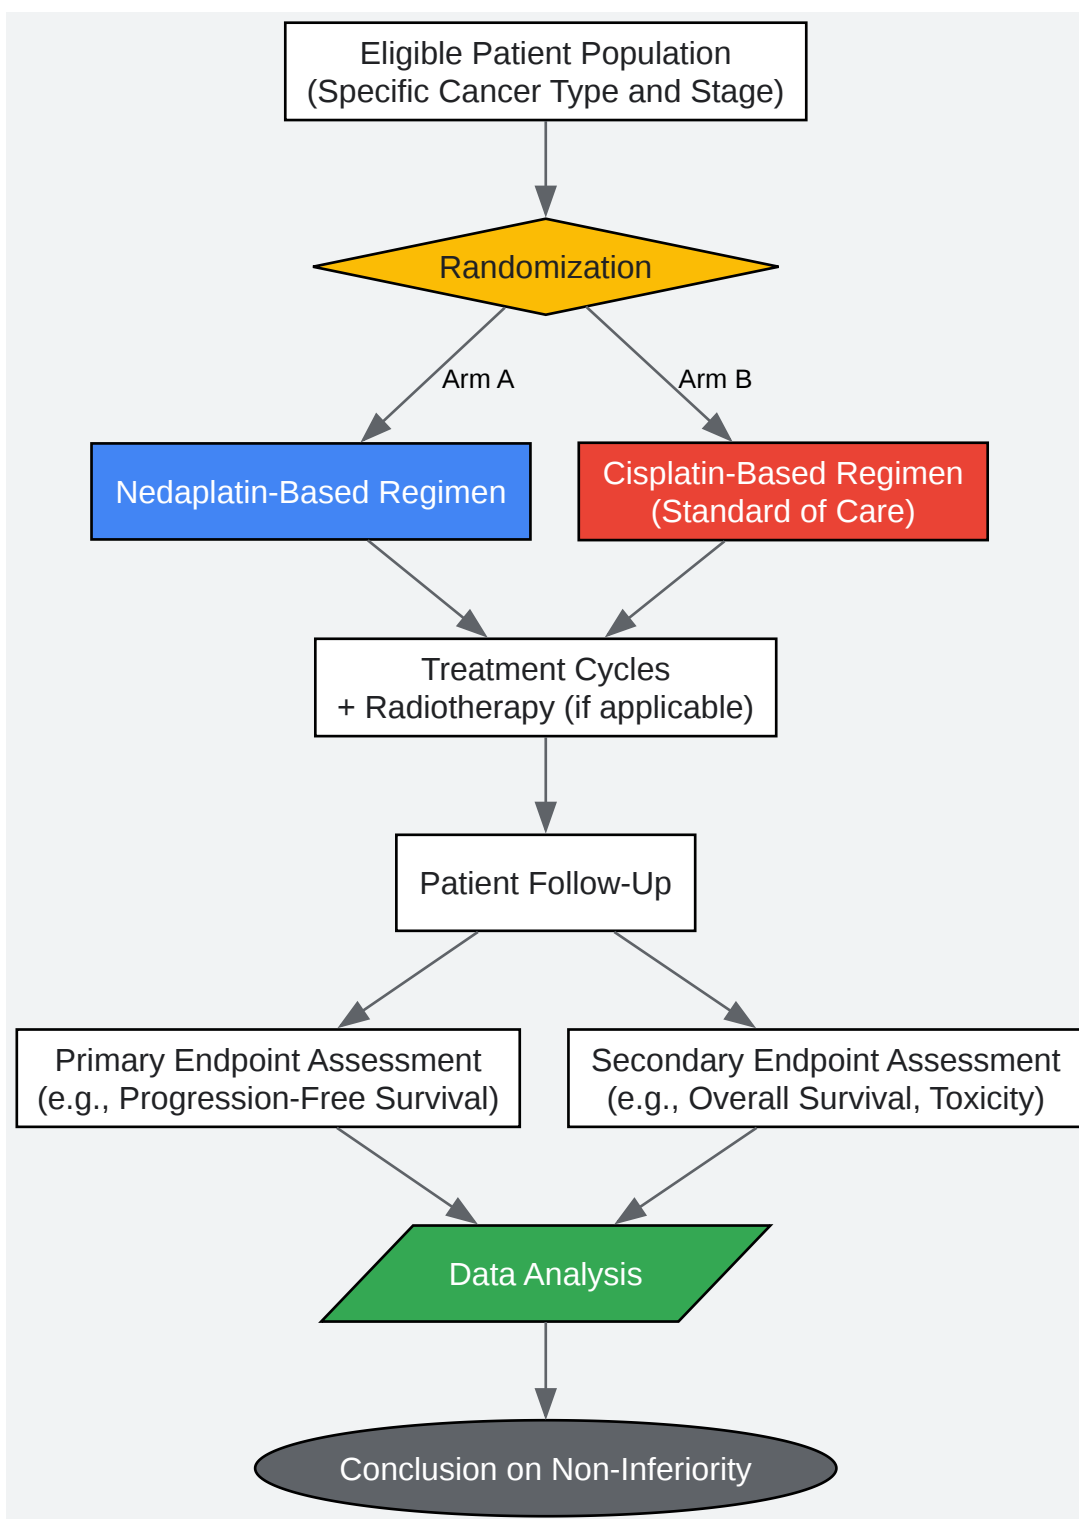 Eligible Patient Population
(Specific Cancer Type and Stage)
Randomization
Arm A
Arm B
Nedaplatin-Based Regimen
Cisplatin-Based Regimen
(Standard of Care)
Treatment Cycles
+ Radiotherapy (if applicable)
Patient Follow-Up
Primary Endpoint Assessment
(e.g., Progression-Free Survival)
Secondary Endpoint Assessment
(e.g., Overall Survival, Toxicity)
Data Analysis
Conclusion on Non-Inferiority